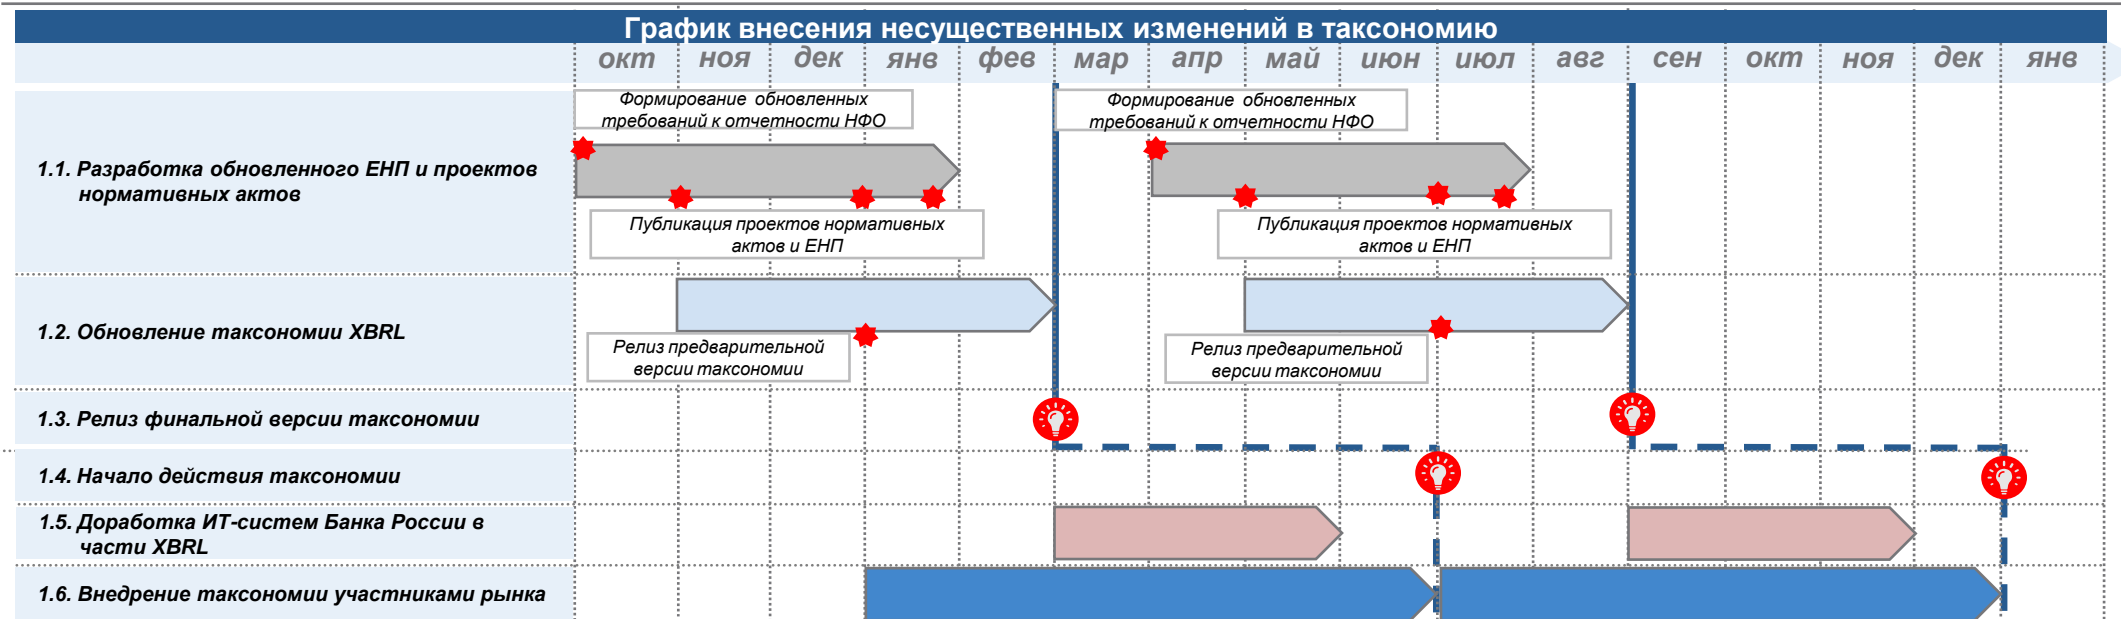 График внесения несущественных изменений в таксономию
окт ноя дек янв фев мар апр май июн июл авг сен окт ноя дек янв
Формирование обновленных
требований к отчетности НФО
Формирование обновленных
требований к отчетности НФО
1.1. Разработка обновленного ЕНП и проектов
нормативных актов
Публикация проектов нормативных
актов и ЕНП
Публикация проектов нормативных
актов и ЕНП
1.2. Обновление таксономии XBRL
Релиз предварительной
версии таксономии
Релиз предварительной
версии таксономии
1.3. Релиз финальной версии таксономии
1.4. Начало действия таксономии
1.5. Доработка ИТ-систем Банка России в
части XBRL
1.6. Внедрение таксономии участниками рынка